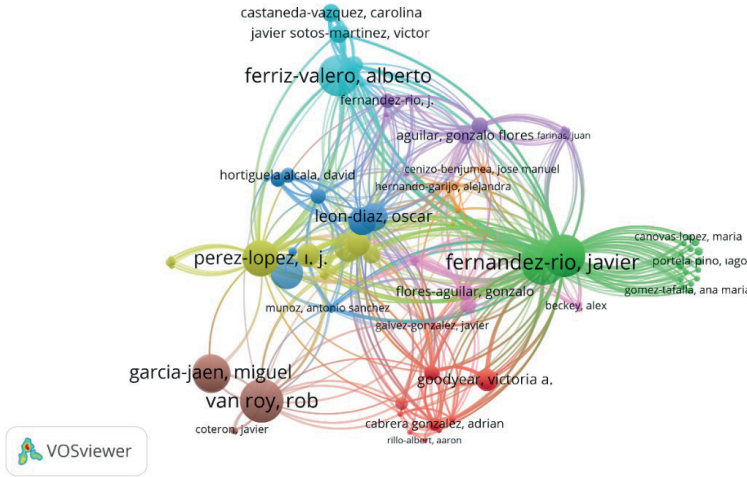 castaneda-vazquez, carolina
javier sotos-martinez, victor
ferriz-valero, alberto
fernandez-rio, j.
aguilar, gonzalo flores
farinas, juan
cenizo-benjumea, jose manuel
hortiguela alcala, david
hernando-garijo, alejandra
leon-diaz, oscar
canovas-lopez, maria
perez-lopez, ı. j.
fernandez-rio, javier
portela-pino, ıago
flores-aguilar, gonzalo
gomez-tafalla, ana maria
munoz, antonio sanchez
beckey, alex
galvez-gonzalez, javier
garcia-jaen, miguel
goodyear, victoria a.
van roy, rob
cabrera gonzalez, adrian
coteron, javier
rillo-albert, aaron
VOSviewer